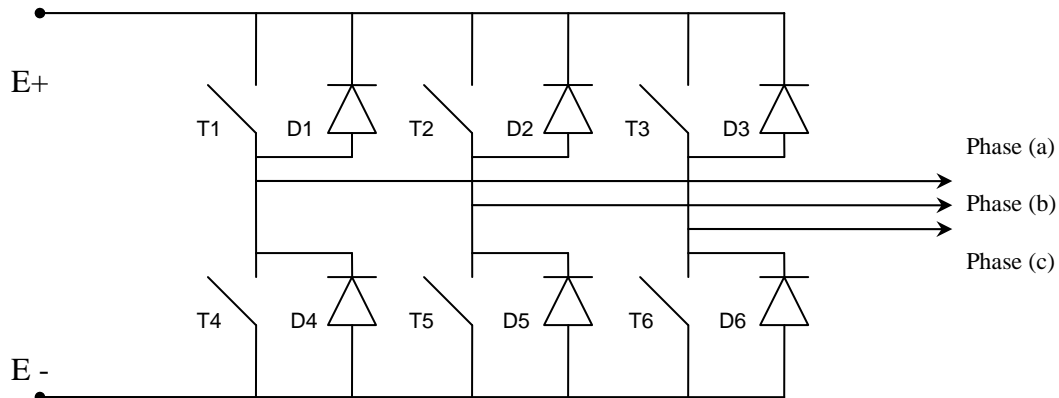 E+
T1
D1
T2
D2
T3
D3
Phase (a)
Phase (b)
Phase (c)
T4
D4
T5
D5
T6
D6
E -